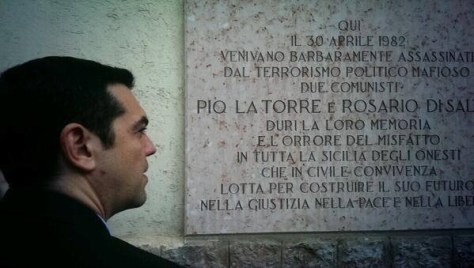 QUI
IL 30 APRILE 1982
VENIVANO BARBARAMENTE ASSASSINATI
DAL TERRORISMO POLITICO MAFIOSO
DUE COMUNISTI
PIO LA TORRE E ROSARIO DI SAL
DURI LA LORO MEMORIA
E L'ORRORE DEL MISFATTO
IN TUTTA LA SICILIA DEGLI ONESTI
CHE IN CIVILE CONVIVENZA
LOTTA PER COSTRUIRE IL SUO FUTURO
NELLA GIUSTIZIA NELLA PACE E NELLA LIBE